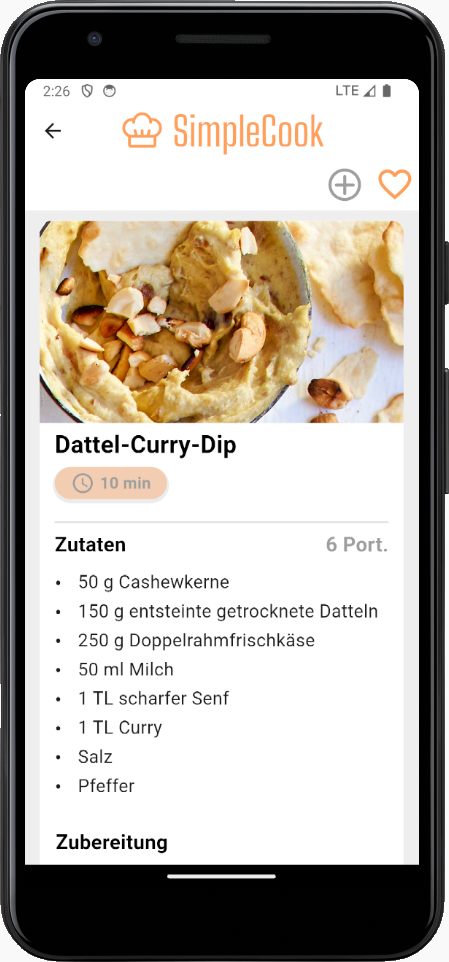 2:26
LTE
SimpleCook
Dattel-Curry-Dip
10 min
Zutaten 6 Port.
• 50 g Cashewkerne
• 150 g entsteinte getrocknete Datteln
• 250 g Doppelrahmfrischkäse
• 50 ml Milch
• 1 TL scharfer Senf
• 1 TL Curry
• Salz
• Pfeffer
Zubereitung